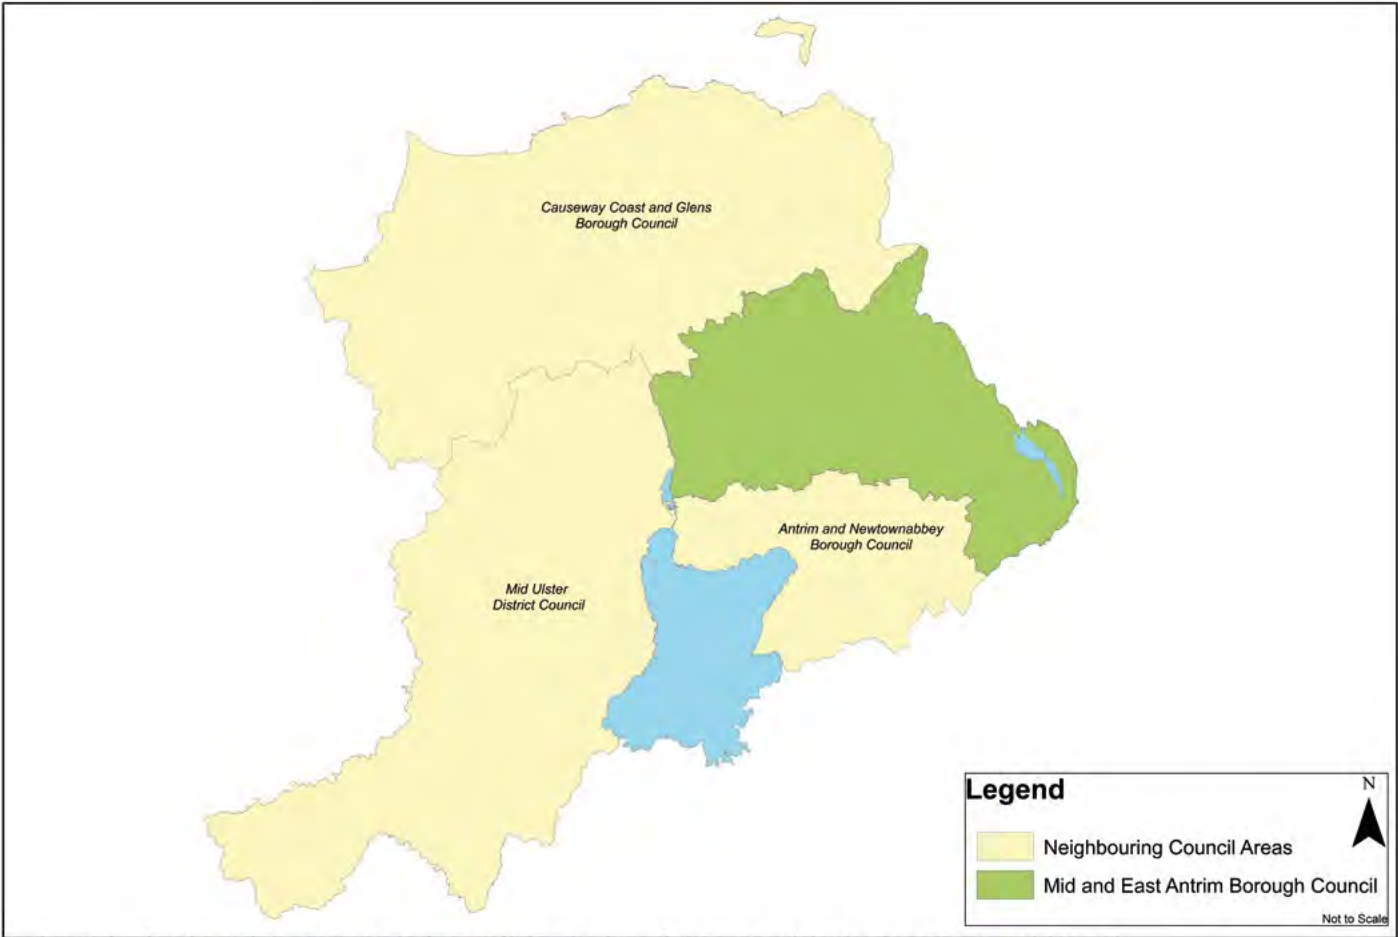 Causeway Coast and Glens
Borough Council
Antrim and Newtownabbey
Borough Council
Mid Ulster
District Council
Legend
N
Neighbouring Council Areas
Mid and East Antrim Borough Council
Not to Scale